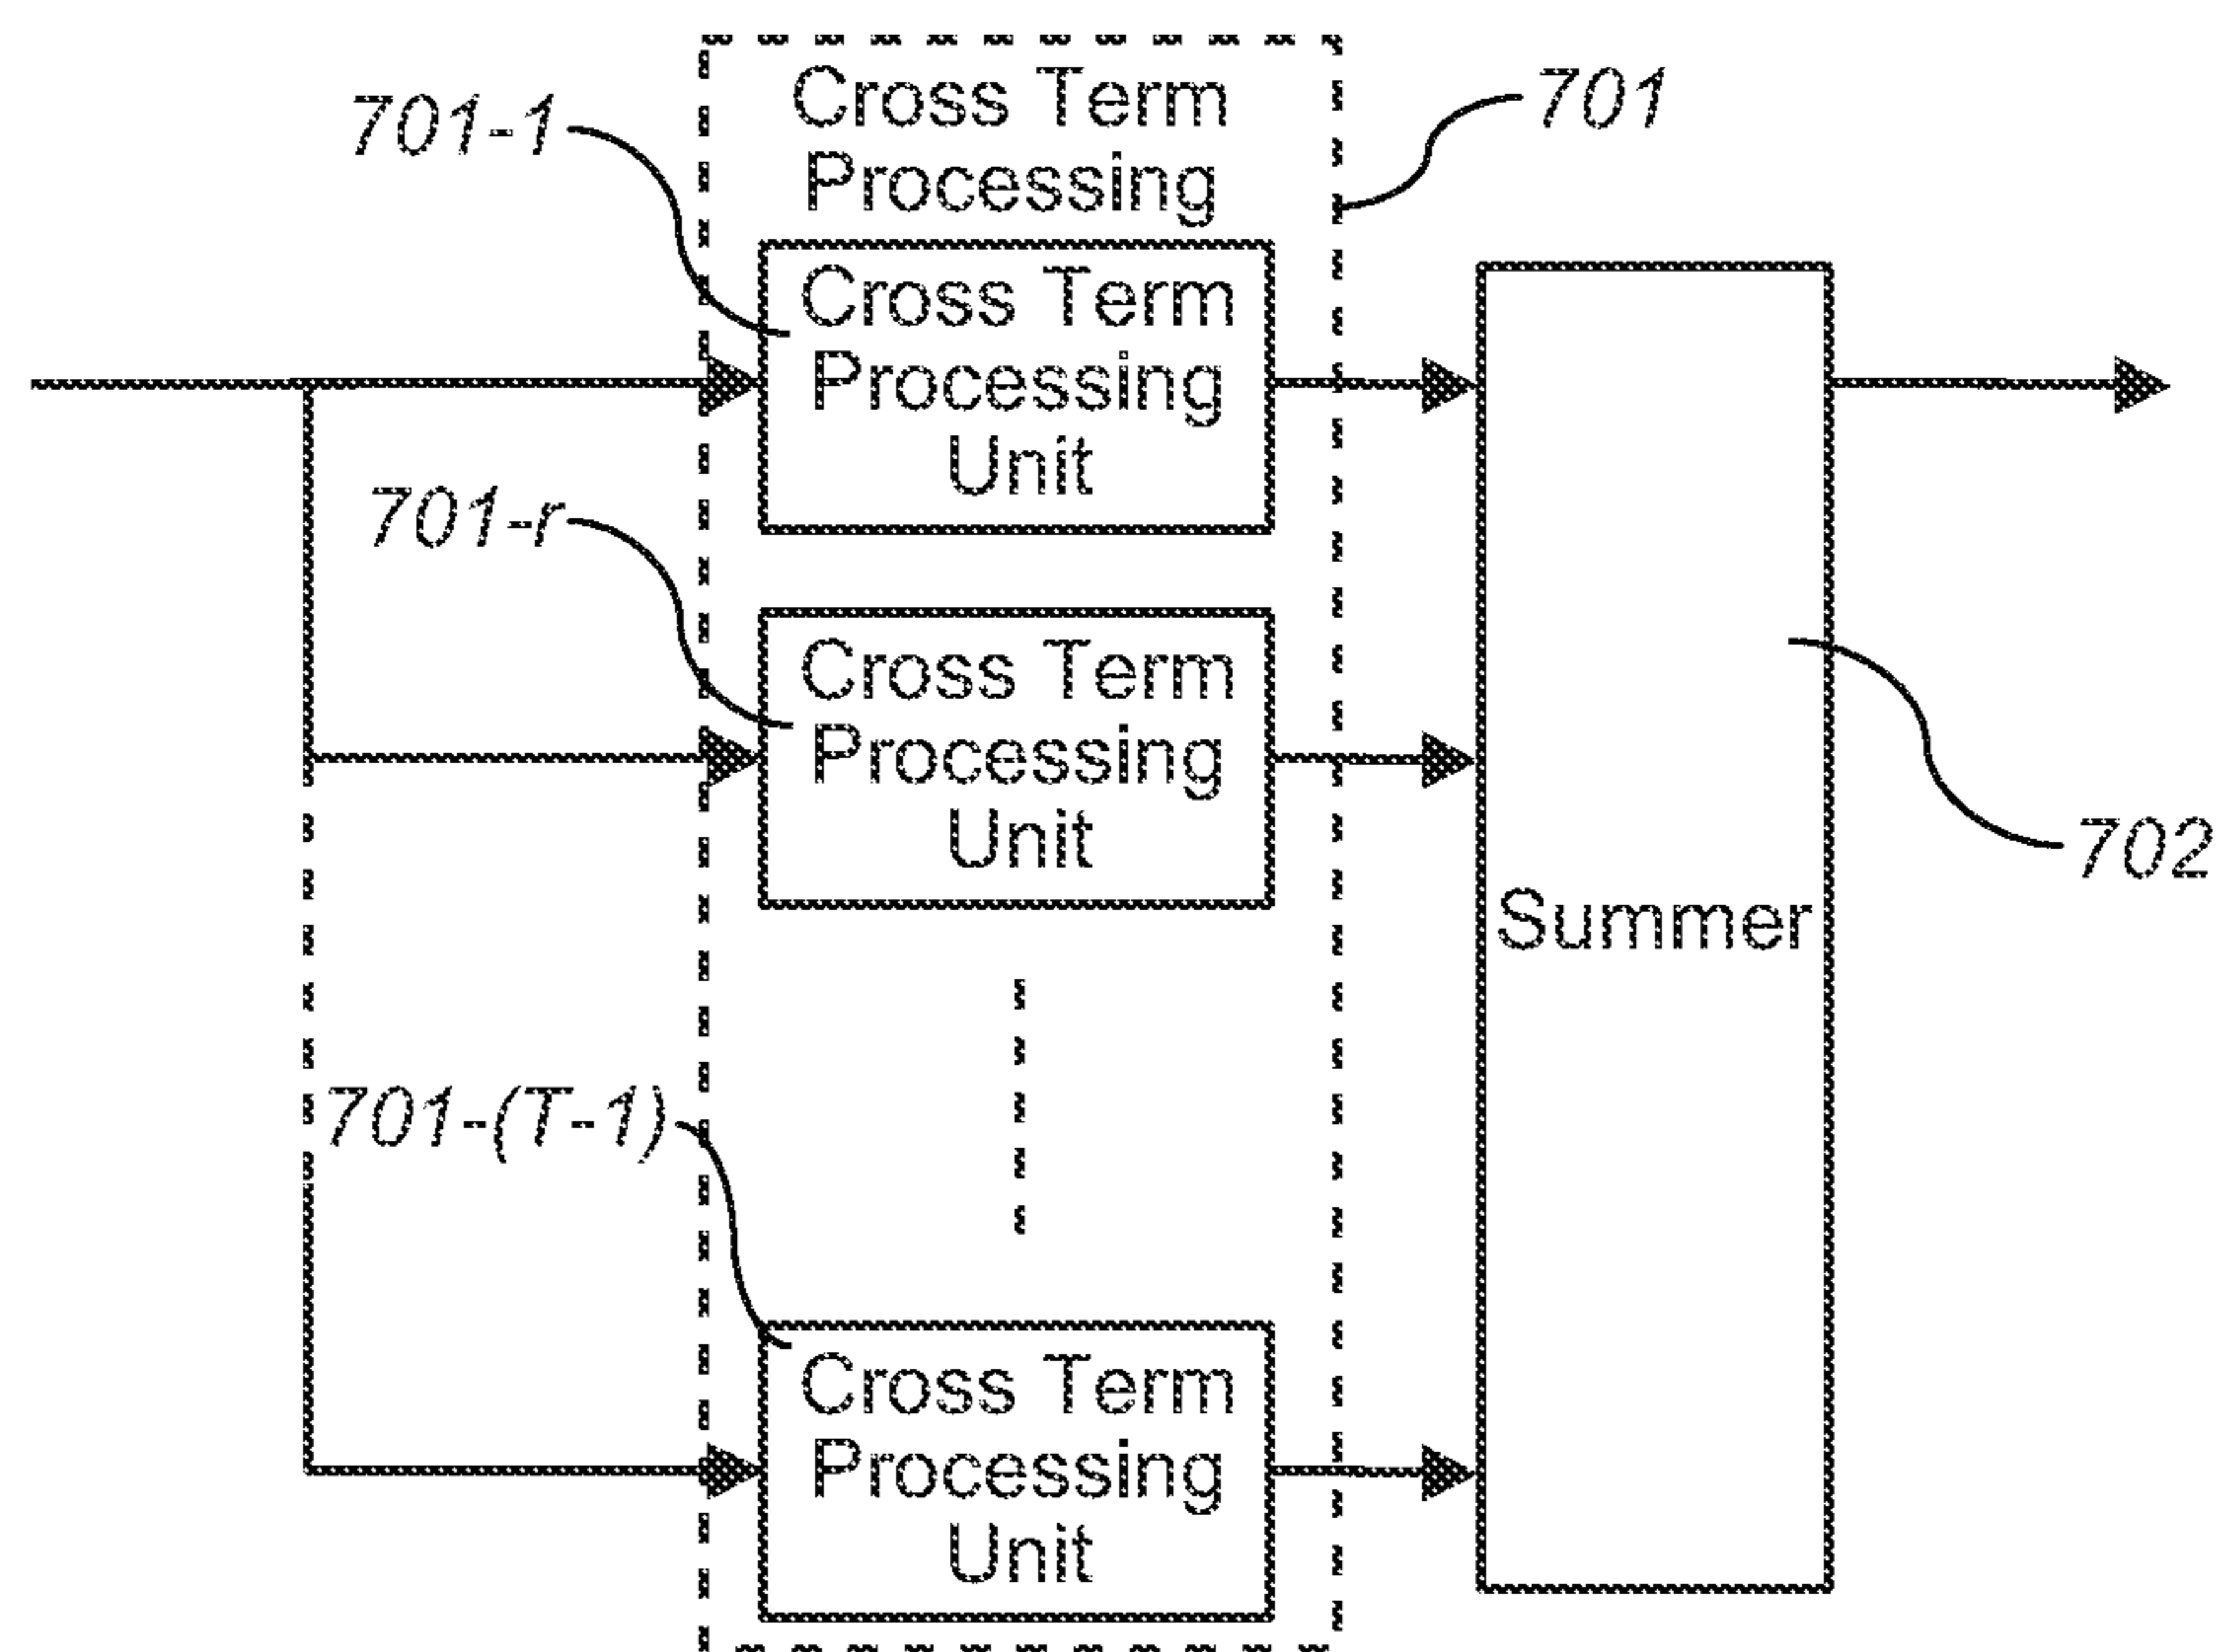 Cross Term
Processing
701
701-1
Cross Term
Processing
Unit
701-r
Cross Term
Processing
Unit
702
Summer
701-(T-1)
Cross Term
Processing
Unit